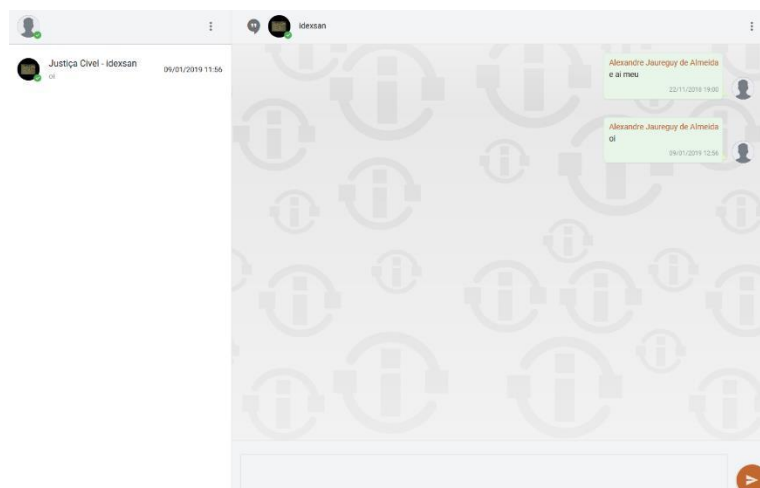 Justiça Cível - idexsan
09/01/2019 11:56
oi
idexsan
Alexandre Jaureguy de Almeida
e ai meu
22/11/2018 19:00
Alexandre Jaureguy de Almeida
oi
09/01/2019 12:56